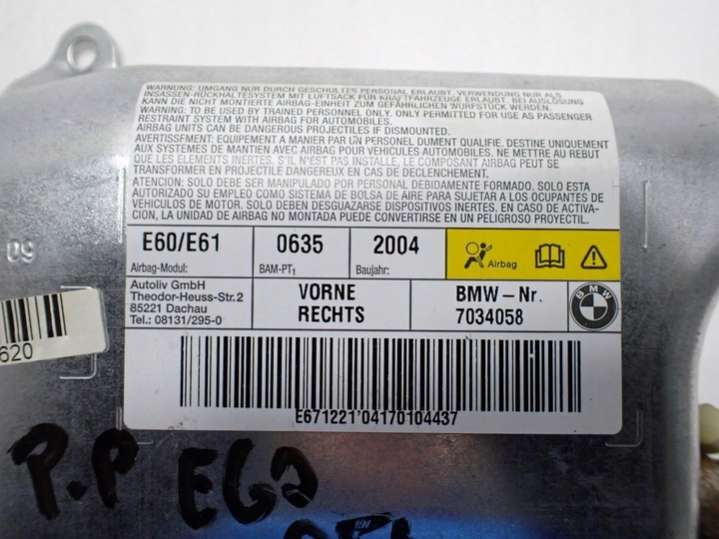 WARNUNG: UMGANG NUR DURCH GESCHULTES PERSONAL ERLAUBT. VERWENDUNG NUR ALS
INSASSEN-RÜCKHALTESYSTEM MIT LUFTSACK FÜR KRAFTFAHRZEUGE ERLAUBT. BEI AUSLÖSUNG
KANN DIE NICHT MONTIERTE AIRBAG-EINHEIT ZUM GEFÄHRLICHEN WURFSTÜCK WERDEN.
WARNING: TO BE USED BY TRAINED PERSONNEL ONLY. ONLY PERMITTED FOR USE AS PASSENGER
RESTRAINT SYSTEM WITH AIRBAG FOR AUTOMOBILES.
AIRBAG UNITS CAN BE DANGEROUS PROJECTILES IF DISMOUNTED.
AVERTISSEMENT: EQUIPEMENT A MANIER PAR UN PERSONNEL DUMENT QUALIFIE. DESTINE UNIQUEMENT
AUX SYSTEMES DE MANTIEN AVEC AIRBAG POUR VEHICULES AUTOMOBILES. NE METTRE AU REBUT
QUE LES ELEMENTS INERTES. S'IL N'EST PAS INSTALLE, LE COMPOSANT AIRBAG PEUT SE
TRANSFORMER EN PROJECTILE DANGEREUX EN CAS DE DECLENCHEMENT.
ATENCION: SOLO DEBE SER MANIPULADO POR PERSONAL DEBIDAMENTE FORMADO. SOLO ESTA
AUTORIZADO SU EMPLEO COMO SISTEMA DE BOLSA DE AIRE PARA SUJETAR A LOS OCUPANTES DE
VEHICULOS DE MOTOR. SOLO DEBEN DESGUAZARSE DISPOSITIVOS INERTES. EN CASO DE ACTIVA-
CION, LA UNIDAD DE AIRBAG NO MONTADA PUEDE CONVERTIRSE EN UN PELIGROSO PROYECTIL.
E60/E61 0635 2004 Airbag
Airbag-Modul: BAM-PT1 Baujahr:
Autoliv GmbH
Theodor-Heuss-Str.2
85221 Dachau
Tel.: 08131/295-0
VORNE
RECHTS
BMW-Nr.
7034058
BMW
E671221'04170104437
09
620
P.P E60